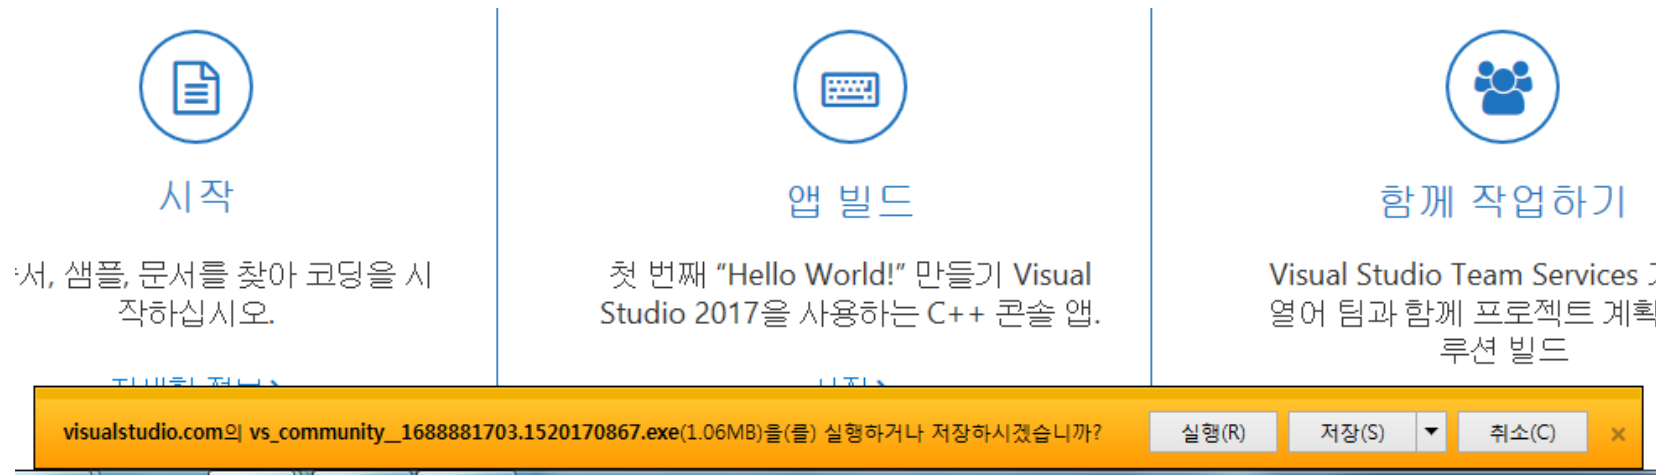 시작
서, 샘플, 문서를 찾아 코딩을 시
작하십시오.
앱 빌드
첫 번째 “Hello World!” 만들기 Visual
Studio 2017을 사용하는 C++ 콘솔 앱.
함께 작업하기
Visual Studio Team Services
열어 팀과 함께 프로젝트 계획
루션 빌드
visualstudio.com의 vs_community__1688881703.1520170867.exe(1.06MB)을(를) 실행하거나 저장하시겠습니까?
실행(R)
저장(S)
취소(C)